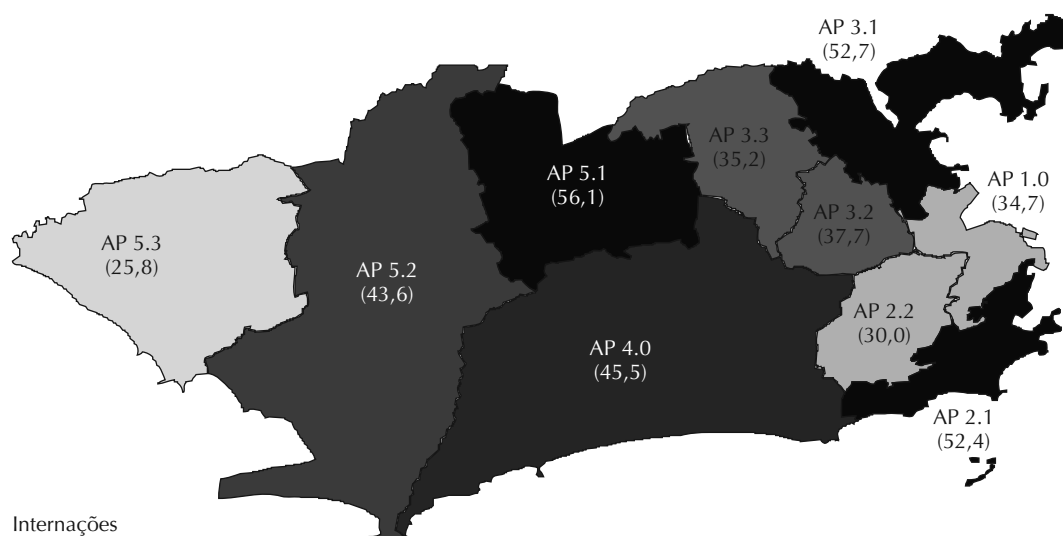 AP 3.1
(52,7)
AP 3.3
(35,2)
AP 5.1
(56,1)
AP 1.0
(34,7)
AP 3.2
(37,7)
AP 5.3
(25,8)
AP 5.2
(43,6)
AP 2.2
(30,0)
AP 4.0
(45,5)
AP 2.1
(52,4)
Internações